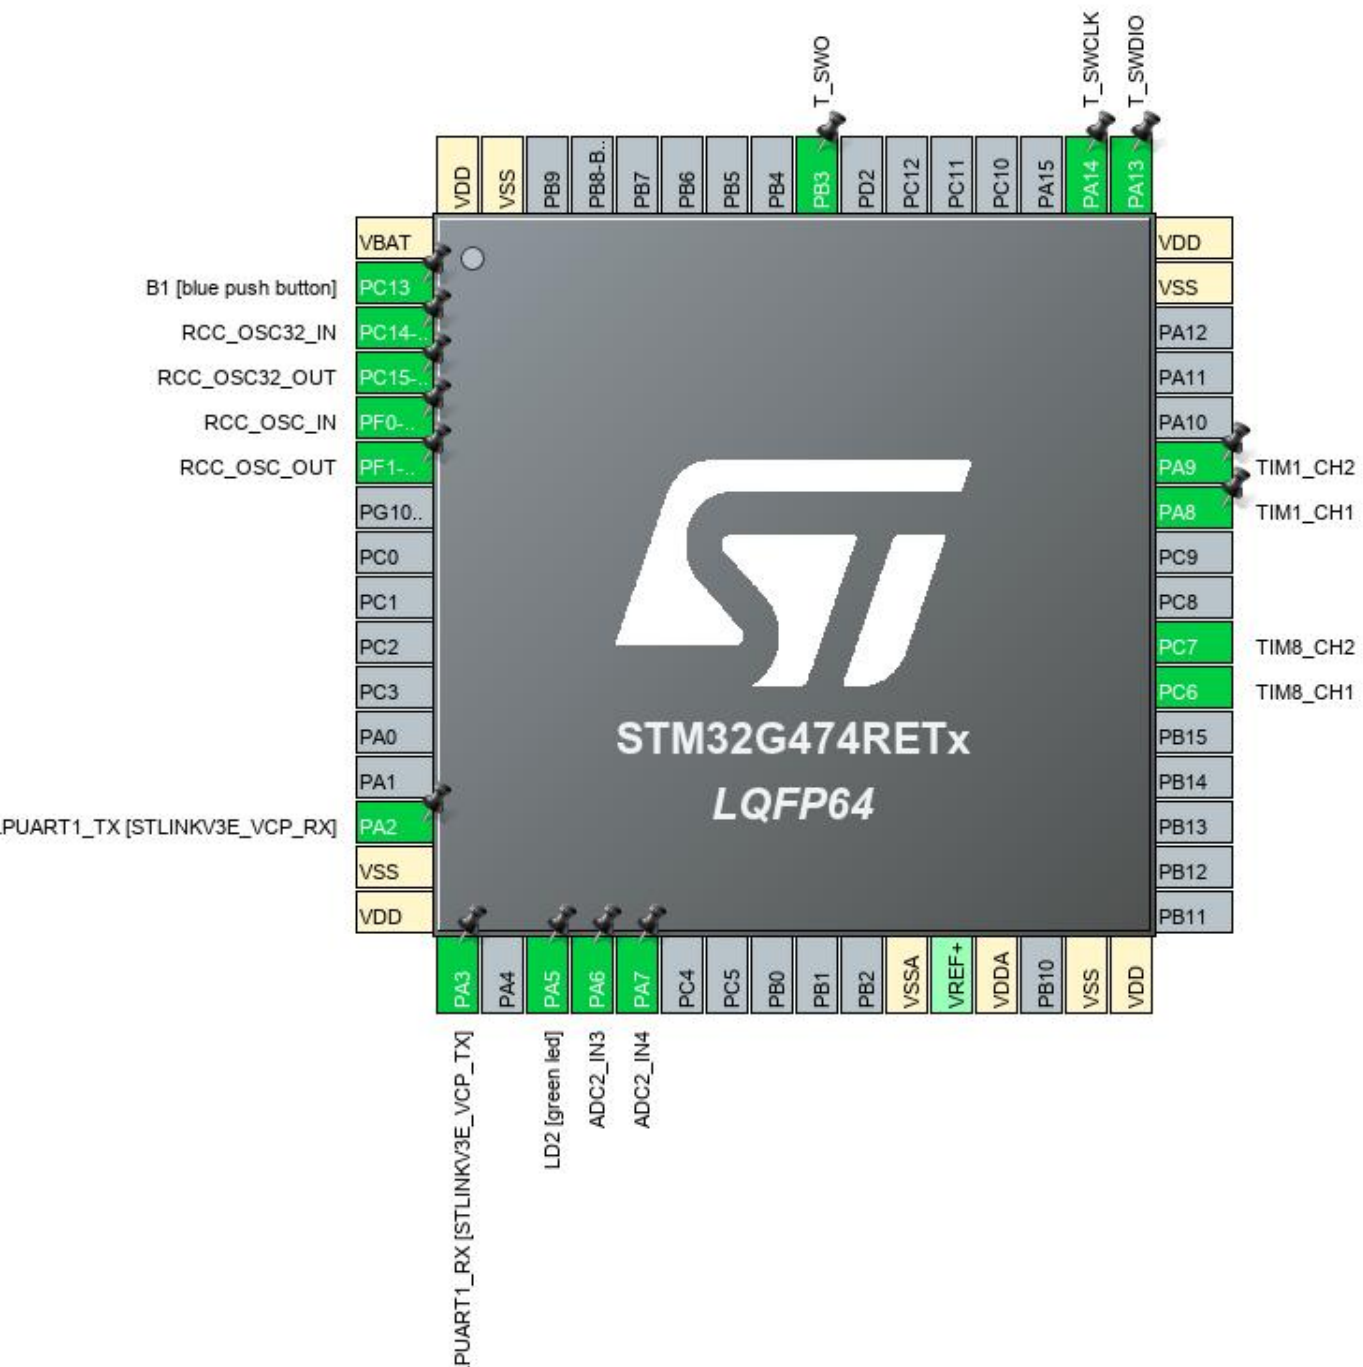 T_SWO
T_SWCLK
T_SWDIO
VDD
VSS
PB9
PB8-B..
PB7
PB6
PB5
PB4
PB3
PD2
PC12
PC11
PC10
PA15
PA14
PA13
B1 [blue push button]
RCC_OSC32_IN
RCC_OSC32_OUT
RCC_OSC_IN
RCC_OSC_OUT
PUART1_TX [STLINKV3E_VCP_RX]
VBAT
PC13
PC14-..
PC15-..
PF0-..
PF1-..
PG10..
PC0
PC1
PC2
PC3
PA0
PA1
PA2
VSS
VDD
STM32G474RETx
LQFP64
VDD
VSS
PA12
PA11
PA10
PA9
PA8
PC9
PC8
PC7
PC6
PB15
PB14
PB13
PB12
PB11
TIM1_CH2
TIM1_CH1
TIM8_CH2
TIM8_CH1
PA3
PA4
PA5
PA6
PA7
PC4
PC5
PB0
PB1
PB2
VSSA
VREF+
VDDA
PB10
VSS
VDD
PUART1_RX [STLINKV3E_VCP_TX]
LD2 [green led]
ADC2_IN3
ADC2_IN4